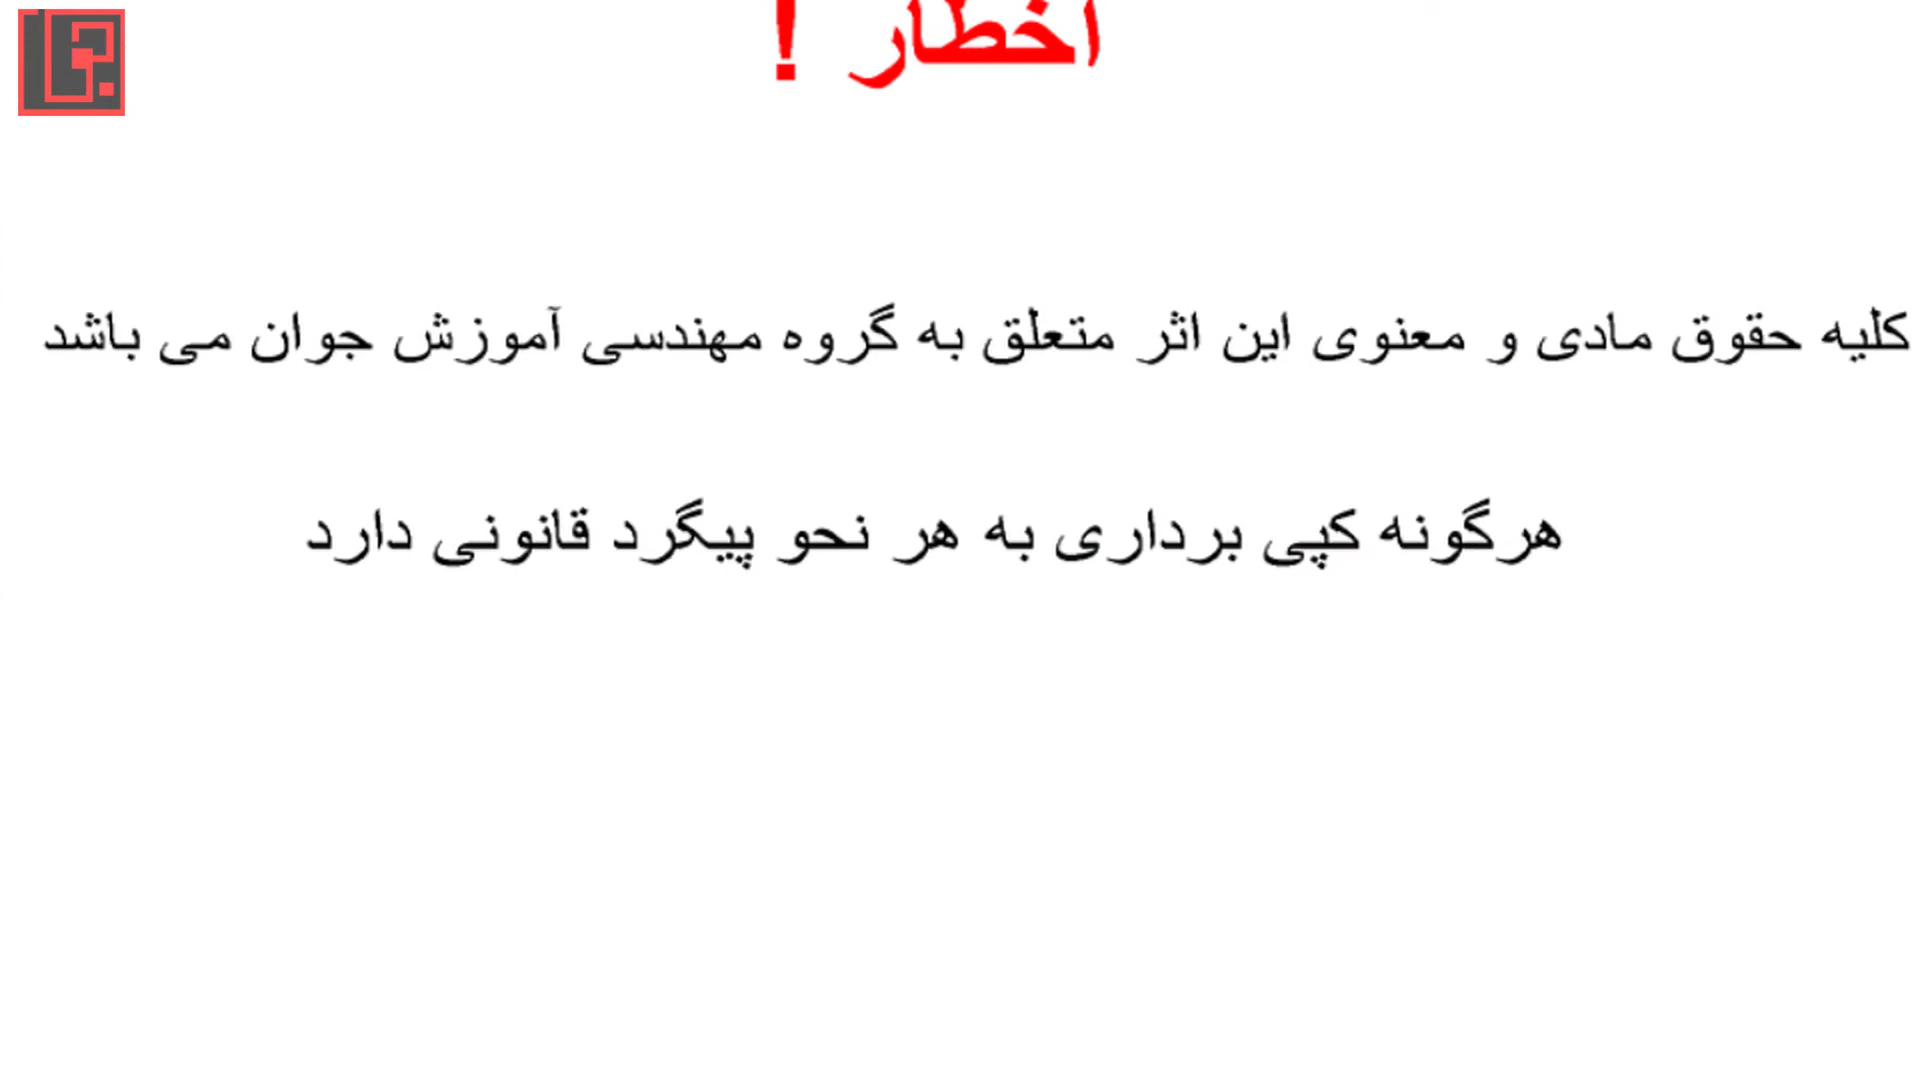 اخطار !
کلیه حقوق مادی و معنوی این اثر متعلق به گروه مهندسی آموزش جوان می باشد
هرگونه کپی برداری به هر نحو پیگرد قانونی دارد